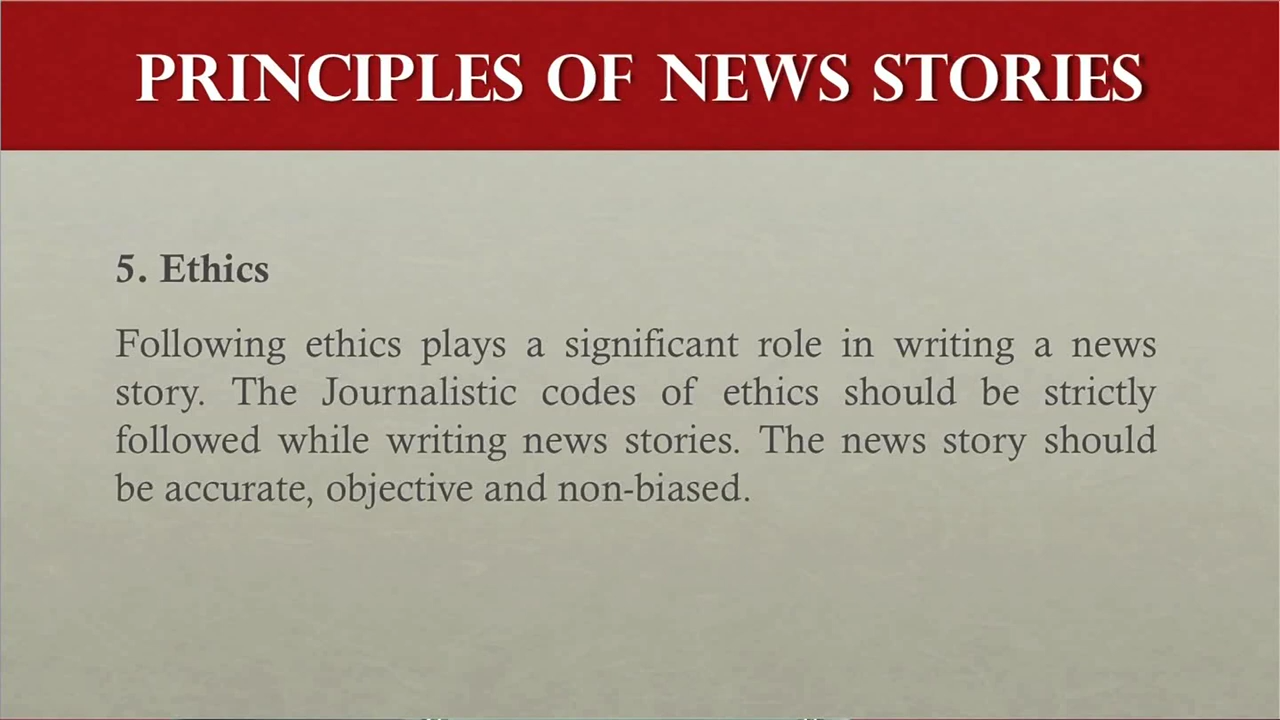 PRINCIPLES OF NEWS STORIES
5. Ethics
Following ethics plays a significant role in writing a news
story. The Journalistic codes of ethics should be strictly
followed while writing news stories. The news story should
be accurate, objective and non-biased.